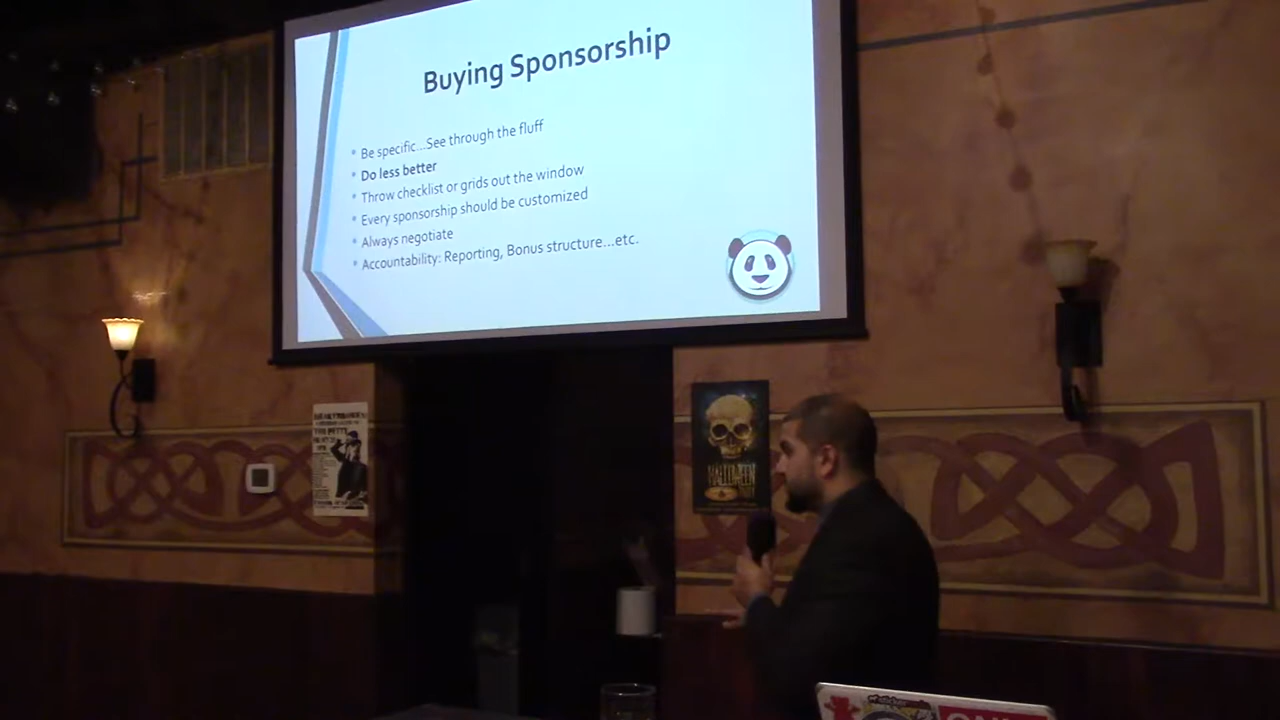 Buying Sponsorship
Be specific...See through the fluff
Do less better
Throw checklist or grids out the window
Every sponsorship should be customized
Always negotiate
Accountability: Reporting, Bonus structure...etc.
HALLOWEEN